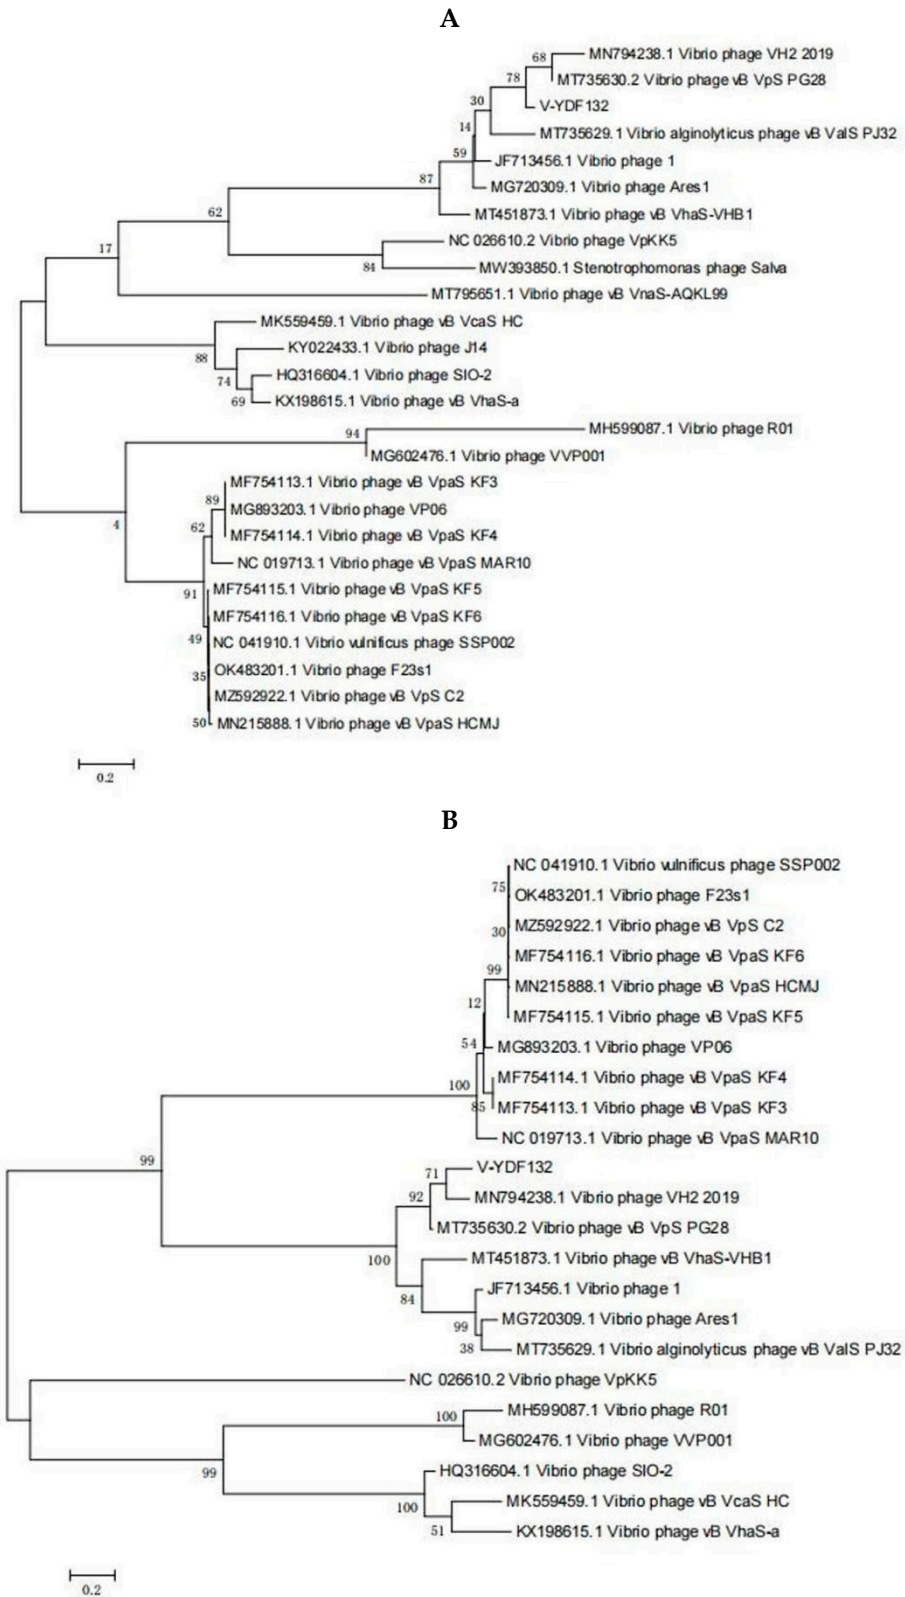 A
68
MN794238.1 Vibrio phage VH2 2019
78
MT735630.2 Vibrio phage vB VpS PG28
30
V-YDF132
14
MT735629.1 Vibrio alginolyticus phage vB ValS PJ32
59
JF713456.1 Vibrio phage 1
87
MG720309.1 Vibrio phage Ares1
62
MT451873.1 Vibrio phage vB VhaS-VHB1
17
NC 026610.2 Vibrio phage VpKK5
84
MW393850.1 Stenotrophomonas phage Salva
MT795651.1 Vibrio phage vB VnaS-AQKL99
MK559459.1 Vibrio phage vB VcaS HC
88
KY022433.1 Vibrio phage J14
74
HQ316604.1 Vibrio phage SIO-2
69
KX198615.1 Vibrio phage vB VhaS-a
94
MH599087.1 Vibrio phage R01
MG602476.1 Vibrio phage VVP001
MF754113.1 Vibrio phage vB VpaS KF3
89
MG893203.1 Vibrio phage VP06
4
62
MF754114.1 Vibrio phage vB VpaS KF4
NC 019713.1 Vibrio phage vB VpaS MAR10
91
MF754115.1 Vibrio phage vB VpaS KF5
MF754116.1 Vibrio phage vB VpaS KF6
49
NC 041910.1 Vibrio vulnificus phage SSP002
35
OK483201.1 Vibrio phage F23s1
MZ592922.1 Vibrio phage vB VpS C2
50
MN215888.1 Vibrio phage vB VpaS HCMJ
0.2
B
NC 041910.1 Vibrio vulnificus phage SSP002
75
OK483201.1 Vibrio phage F23s1
30
MZ592922.1 Vibrio phage vB VpS C2
MF754116.1 Vibrio phage vB VpaS KF6
99
MN215888.1 Vibrio phage vB VpaS HCMJ
12
MF754115.1 Vibrio phage vB VpaS KF5
54
MG893203.1 Vibrio phage VP06
100
MF754114.1 Vibrio phage vB VpaS KF4
85
MF754113.1 Vibrio phage vB VpaS KF3
NC 019713.1 Vibrio phage vB VpaS MAR10
99
71
V-YDF132
92
MN794238.1 Vibrio phage VH2 2019
MT735630.2 Vibrio phage vB VpS PG28
100
MT451873.1 Vibrio phage vB VhaS-VHB1
84
JF713456.1 Vibrio phage 1
99
MG720309.1 Vibrio phage Ares1
38
MT735629.1 Vibrio alginolyticus phage vB ValS PJ32
NC 026610.2 Vibrio phage VpKK5
100
MH599087.1 Vibrio phage R01
MG602476.1 Vibrio phage VVP001
99
HQ316604.1 Vibrio phage SIO-2
100
MK559459.1 Vibrio phage vB VcaS HC
51
KX198615.1 Vibrio phage vB VhaS-a
0.2